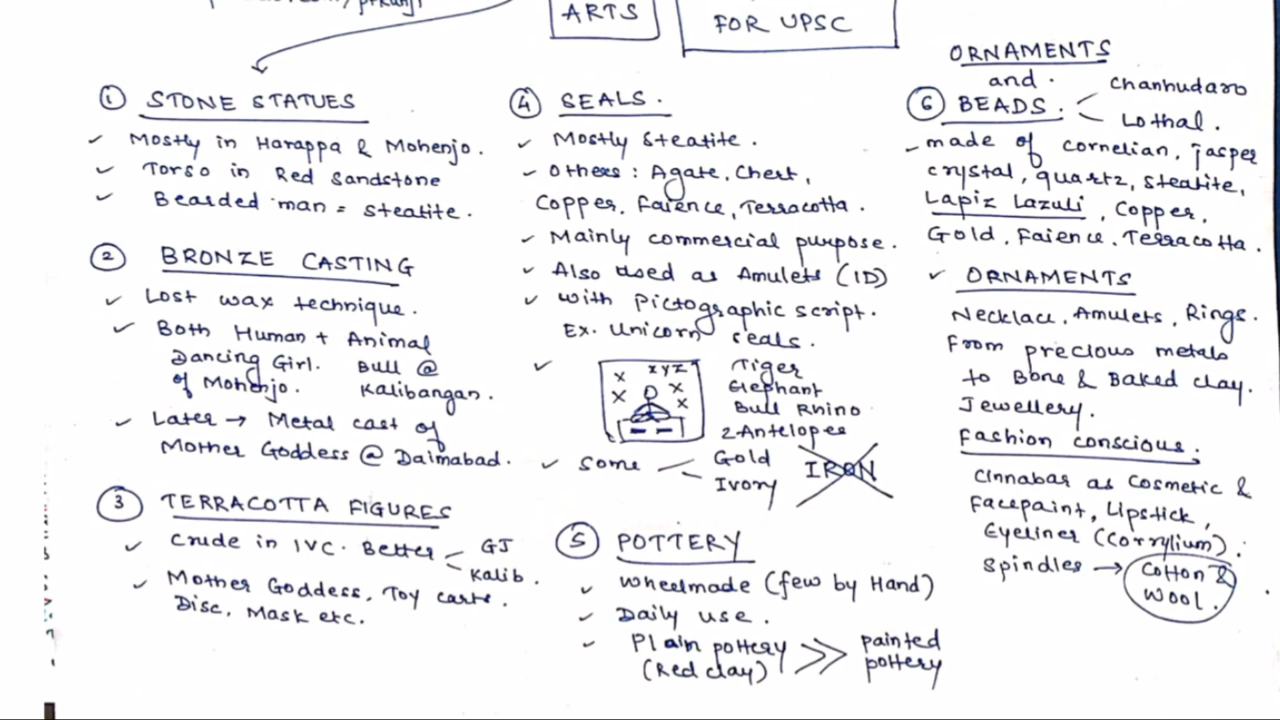 ARTS
FOR UPSC
① STONE STATUES
Mostly in Harappa & Mohenjo.
Torso in Red Sandstone
Bearded man = steatite.
② BRONZE CASTING
Lost wax technique.
Both Human + Animal
Dancing Girl. Bull @
of Mohenjo. Kalibangan.
Later → Metal cast of
Mother Goddess @ Daimabad.
③ TERRACOTTA FIGURES
Crude in IVC. Better GJ
Kalib.
Mother Goddess, Toy carts.
Disc, Mask etc.
④ SEALS.
Mostly Steatite.
Others : Agate, Chert,
Copper, Faience, Terracotta.
Mainly commercial purpose.
Also used as Amulets (ID)
with Pictographic script.
Ex. Unicorn seals.
x y z
Tiger
Elephant
Bull Rhino
2 Antelopes
Some Gold
Ivory
IRON
⑤ POTTERY
Wheelmade (few by Hand)
Daily use.
Plain pottery >> painted
(Red clay) pottery
ORNAMENTS
and.
⑥ BEADS. Chanhudaro
Lothal.
made of cornelian, jasper
crystal, quartz, steatite,
Lapiz Lazuli, Copper,
Gold, Faience, Terracotta.
ORNAMENTS
Necklace, Amulets, Rings.
From precious metals
to Bone & Baked clay.
Jewellery.
Fashion conscious.
Cinnabar as Cosmetic &
Facepaint, Lipstick,
Eyeliner (Corrylium).
Spindles → Cotton &
Wool.